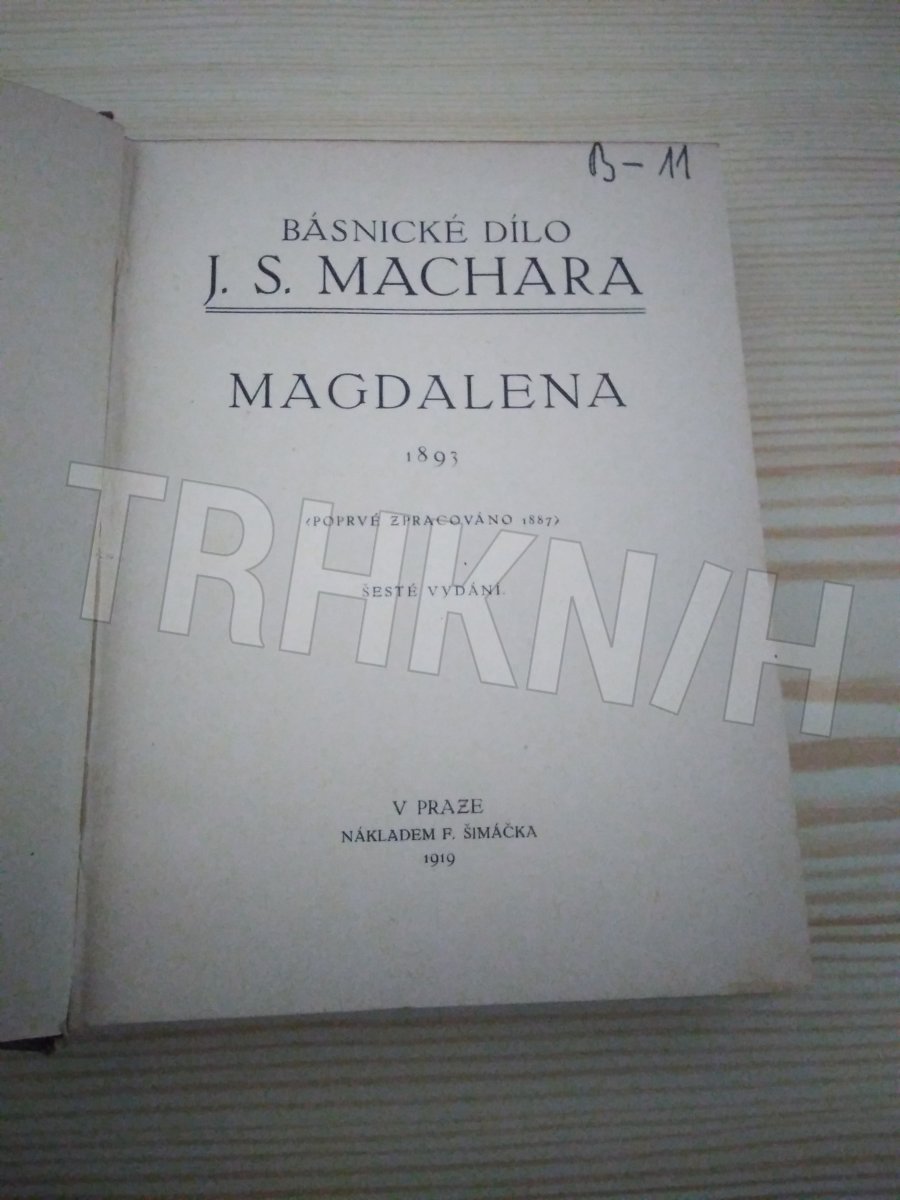 B-11
BÁSNICKÉ DÍLO
J. S. MACHARA
MAGDALENA
1893
(POPRVÉ ZPRACOVÁNO 1887)
ŠESTÉ VYDÁNÍ
TRHKNIH
V PRAZE
NÁKLADEM F. ŠIMÁČKA
1919